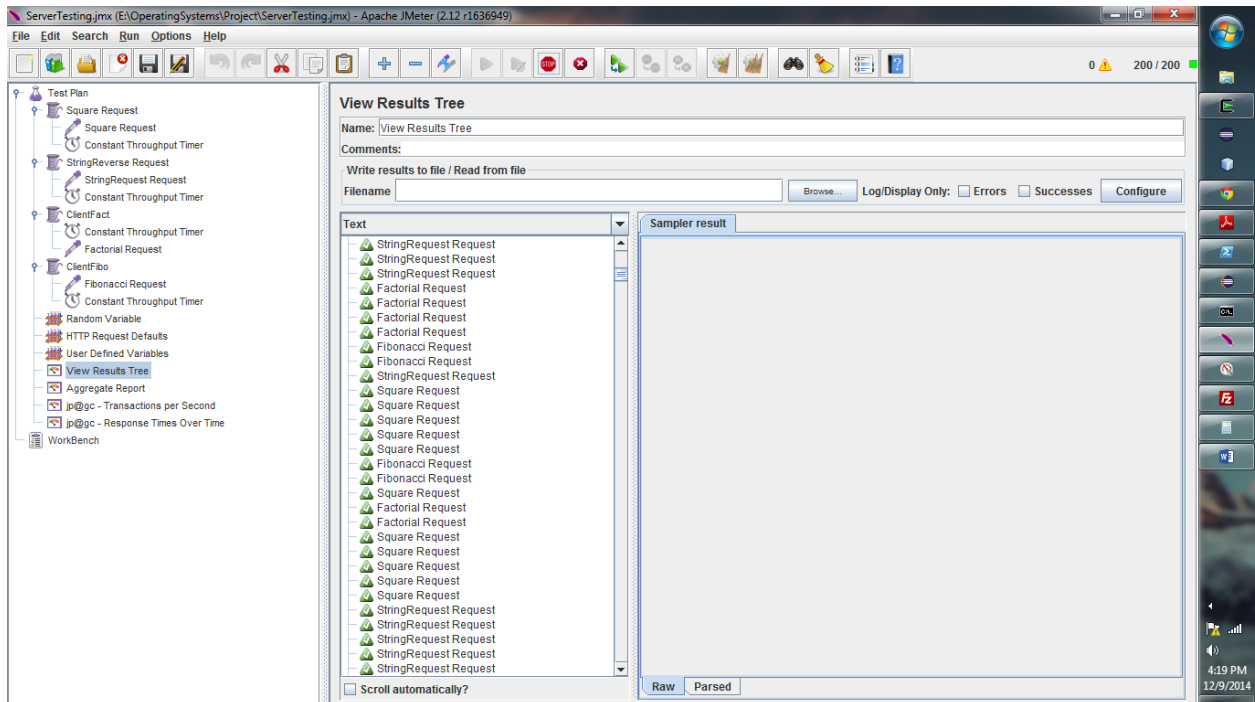 ServerTesting.jmx (E:\OperatingSystems\Project\ServerTesting.jmx) - Apache JMeter (2.12 r1636949)
File Edit Search Run Options Help
STOP
0
200 / 200
Test Plan
Square Request
Square Request
Constant Throughput Timer
StringReverse Request
StringRequest Request
Constant Throughput Timer
ClientFact
Constant Throughput Timer
Factorial Request
ClientFibo
Fibonacci Request
Constant Throughput Timer
Random Variable
HTTP Request Defaults
User Defined Variables
View Results Tree
Aggregate Report
jp@gc - Transactions per Second
jp@gc - Response Times Over Time
WorkBench
View Results Tree
Name: View Results Tree
Comments:
Write results to file / Read from file
Filename
Browse...
Log/Display Only: Errors Successes
Configure
Text
StringRequest Request
StringRequest Request
StringRequest Request
Factorial Request
Factorial Request
Factorial Request
Factorial Request
Fibonacci Request
Fibonacci Request
StringRequest Request
Square Request
Square Request
Square Request
Square Request
Square Request
Fibonacci Request
Fibonacci Request
Square Request
Factorial Request
Factorial Request
Square Request
Square Request
Square Request
Square Request
Square Request
StringRequest Request
StringRequest Request
StringRequest Request
StringRequest Request
StringRequest Request
Scroll automatically?
Sampler result
Raw Parsed
4:19 PM
12/9/2014